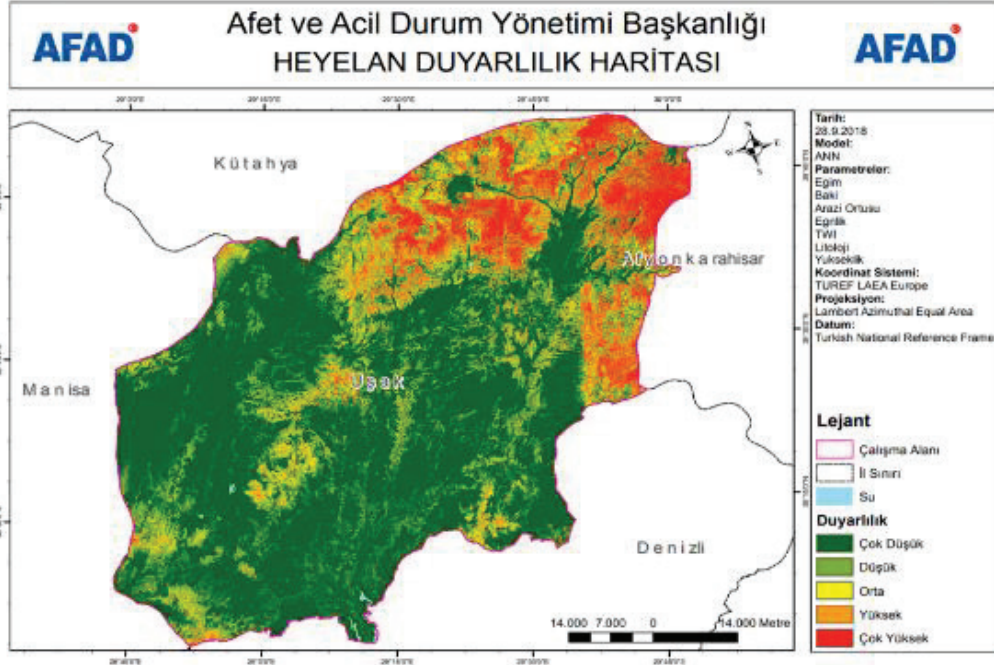 AFAD
Afet ve Acil Durum Yönetimi Başkanlığı
HEYELAN DUYARLILIK HARİTASI
AFAD
Kütahya
Afyonkarahisar
Uşak
Manisa
Denizli
14.000 7.000 0 14.000 Metre
Tarih:
28.9.2018
Model:
ANN
Parametreler:
Egim
Baki
Arazi Ortusu
Egrilik
TWI
Litoloji
Yukseklik
Koordinat Sistemi:
TUREF LAEA Europe
Projeksiyon:
Lambert Azimuthal Equal Area
Datum:
Turkish National Reference Frame
Lejant
Çalışma Alanı
İl Sınırı
Su
Duyarlılık
Çok Düşük
Düşük
Orta
Yüksek
Çok Yüksek